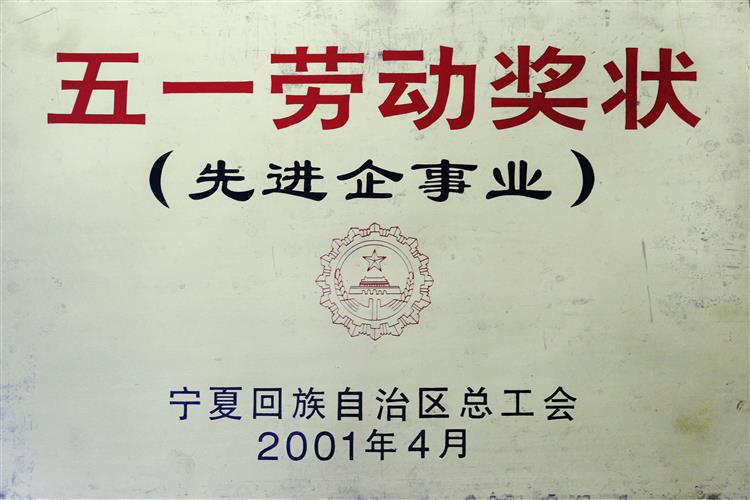 五一劳动奖状
（先进企事业）
宁夏回族自治区总工会
2001年4月